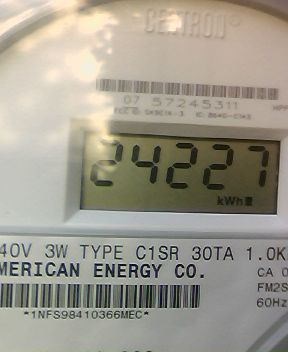 CENTRON®
07 57245311
24227
kWh
40V 3W TYPE C1SR 30TA 1.0K
MERICAN ENERGY CO.
CA 0
FM2S
60Hz
*1NFS98410366MEC*